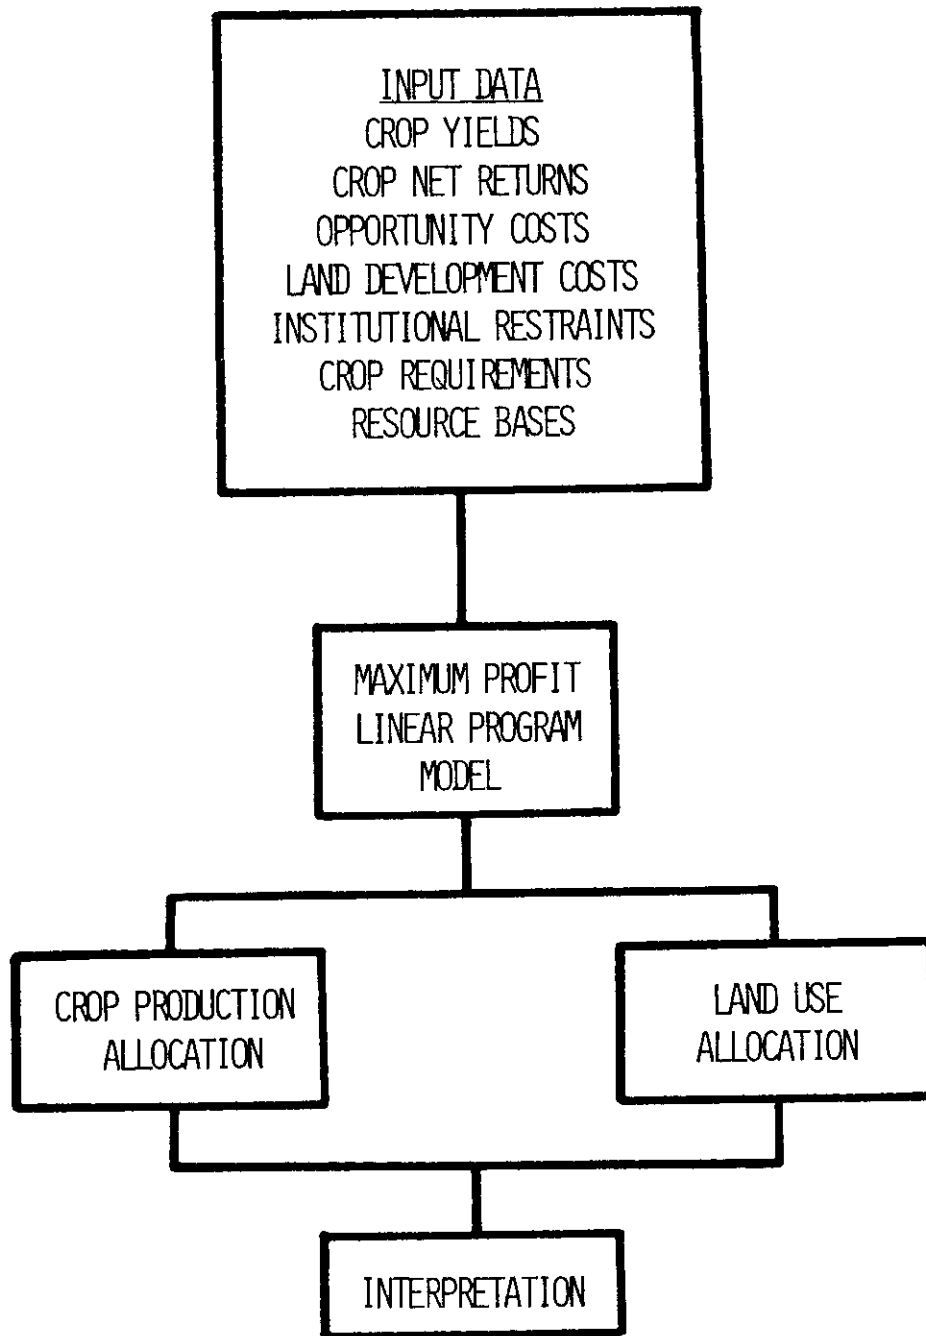 INPUT DATA
CROP YIELDS
CROP NET RETURNS
OPPORTUNITY COSTS
LAND DEVELOPMENT COSTS
INSTITUTIONAL RESTRAINTS
CROP REQUIREMENTS
RESOURCE BASES
MAXIMUM PROFIT
LINEAR PROGRAM
MODEL
CROP PRODUCTION
ALLOCATION
LAND USE
ALLOCATION
INTERPRETATION